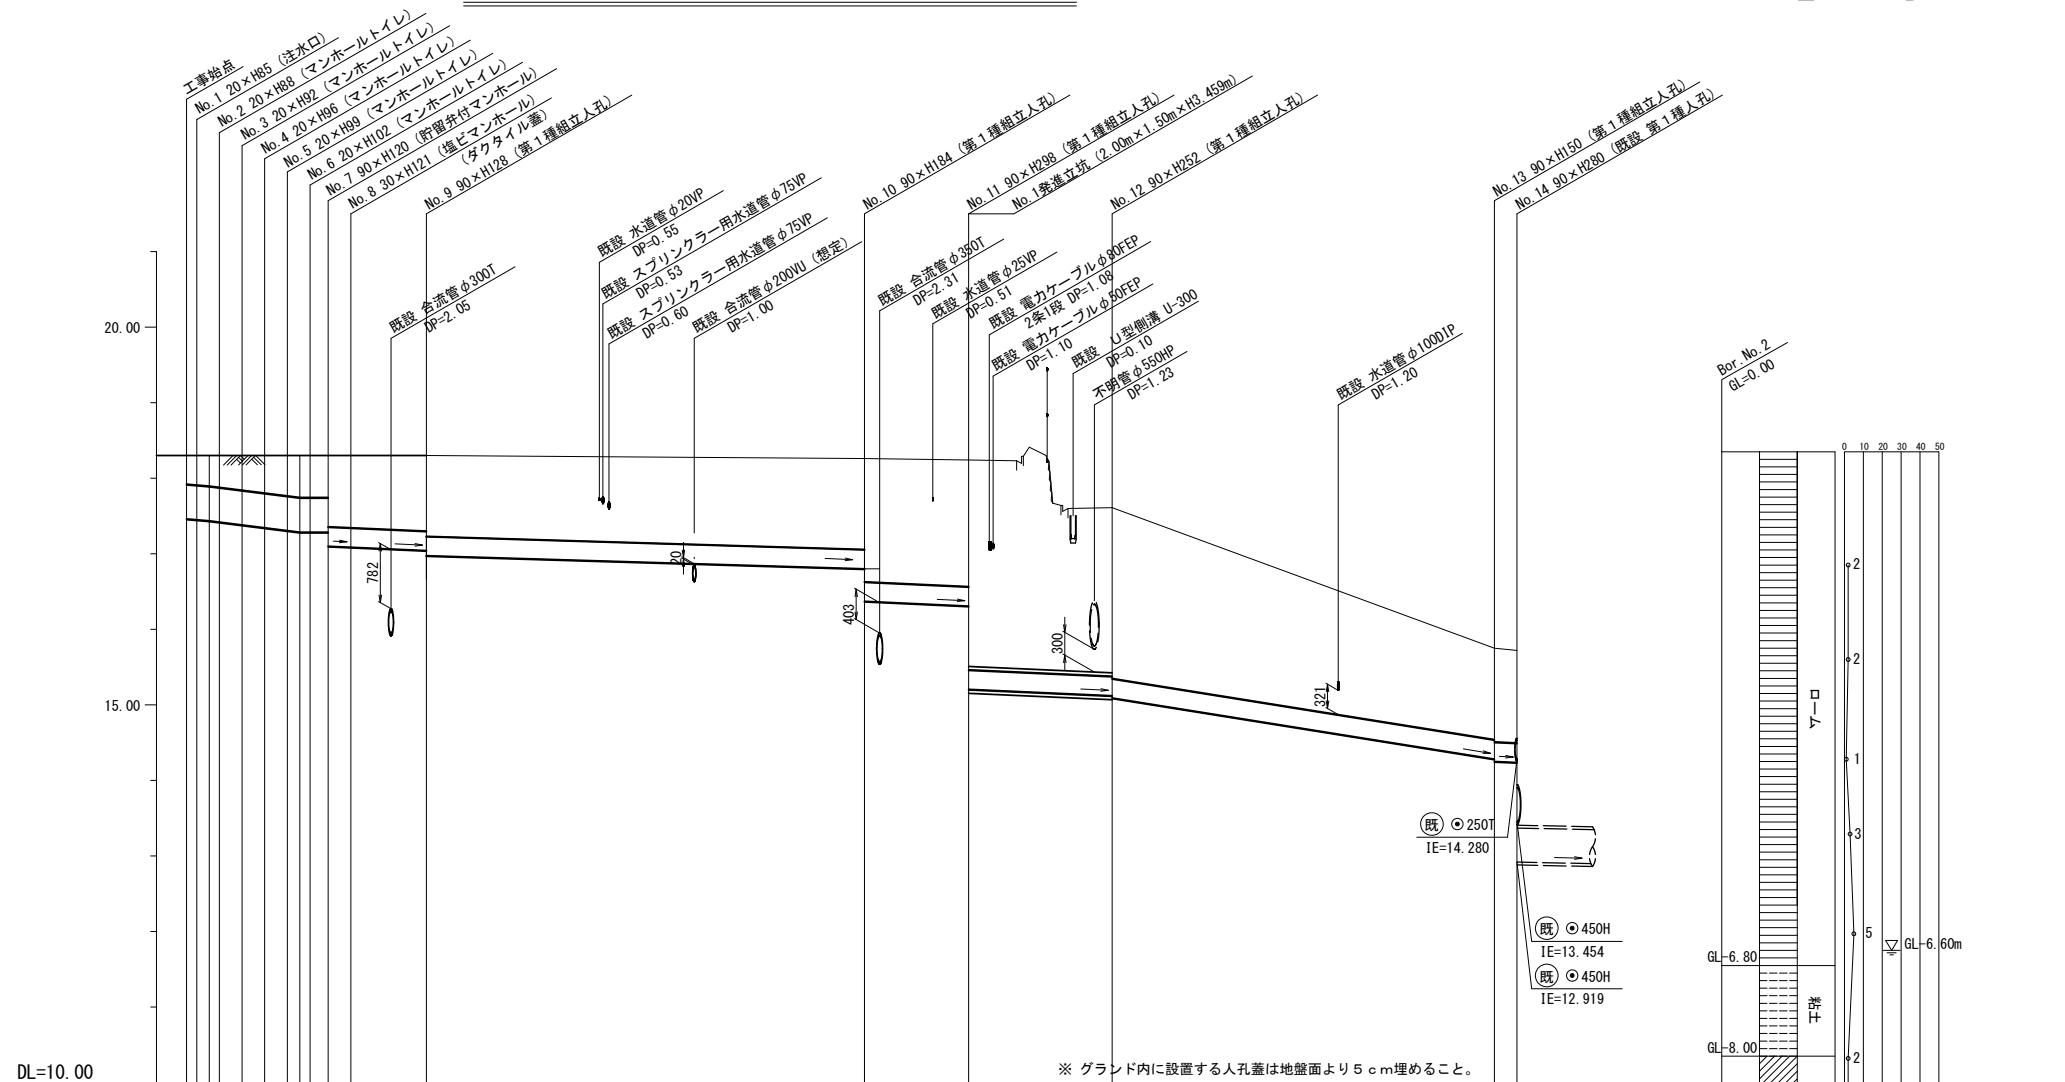 工事始点
No.1 20×H85 (注水口)
No.2 20×H88 (マンホールトイレ)
No.3 20×H92 (マンホールトイレ)
No.4 20×H96 (マンホールトイレ)
No.5 20×H99 (マンホールトイレ)
No.6 20×H102 (マンホールトイレ)
No.7 90×H120 (貯留弁付マンホール)
No.8 30×H121 (塩ビマンホール)
(ダクタイル蓋)
No.9 90×H128 (第1種組立人孔)
No.10 90×H184 (第1種組立人孔)
No.11 90×H298 (第1種組立人孔)
No.1発進立坑 (2.00m×1.50m×H3.459m)
No.12 90×H252 (第1種組立人孔)
No.13 90×H150 (第1種組立人孔)
No.14 90×H280 (既設 第1種人孔)
既設 合流管φ300T
DP=2.05
既設 水道管φ20VP
DP=0.55
既設 スプリンクラー用水道管φ75VP
DP=0.53
既設 スプリンクラー用水道管φ75VP
DP=0.60
既設 合流管φ200VU (想定)
DP=1.00
既設 合流管φ350T
DP=2.31
既設 水道管φ25VP
DP=0.51
既設 電力ケーブルφ80FEP
2条1段 DP=1.08
既設 電力ケーブルφ50FEP
DP=1.10
既設 U型側溝 U-300
DP=0.10
不明管φ550HP
DP=1.23
既設 水道管φ100DIP
DP=1.20
Bor.No.2
GL=0.00
20.00
15.00
DL=10.00
782
20
403
300
321
既 250T
IE=14.280
既 450H
IE=13.454
既 450H
IE=12.919
0 10 20 30 40 50
2
2
1
3
5
2
ローム
粘土
GL-6.60m
GL-6.80
GL-8.00
※ グランド内に設置する人孔蓋は地盤面より5cm埋めること。